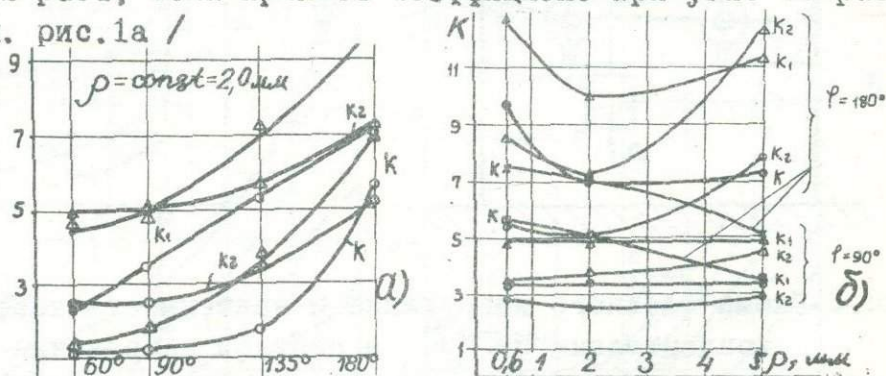 рис.1а /
9
ρ=const=2,0мм
7
K2
K
5
K1
K2
K
3
а)
60° 90° 135° 180°
K
11
9
7
5
3
1
0,6 1 2 3 4 5 ρ, мм
K
K
K2
K1
K2
K
K1
K2
K1
K2
φ=180°
φ=90°
б)